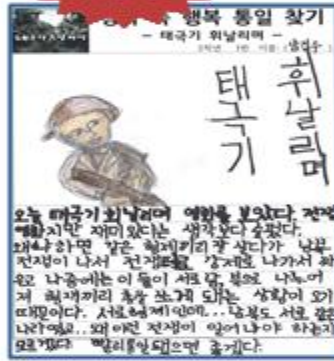 행복 통일 찾기
- 태극기 휘날리며 -
휘날리며
태극기
오늘 태극기 휘날리며 영화를 보았다. 전쟁
영화지만 재미있다는 생각보다 슬펐다.
왜냐하면 같은 형제끼리 잘 살다가 남북
전쟁이 나서 전쟁터로 강제로 나가서 싸
우고 나중에는 이 둘이 서로 남, 북으로 나누어
져 형제끼리 총을 쏘게 되는 상황이 오기
때문이다. 서로 형제인데... 남북도 서로 같은
나라였고.. 왜 이런 전쟁이 일어나야 하는지
모르겠다. 빨리 통일됐으면 좋겠다.